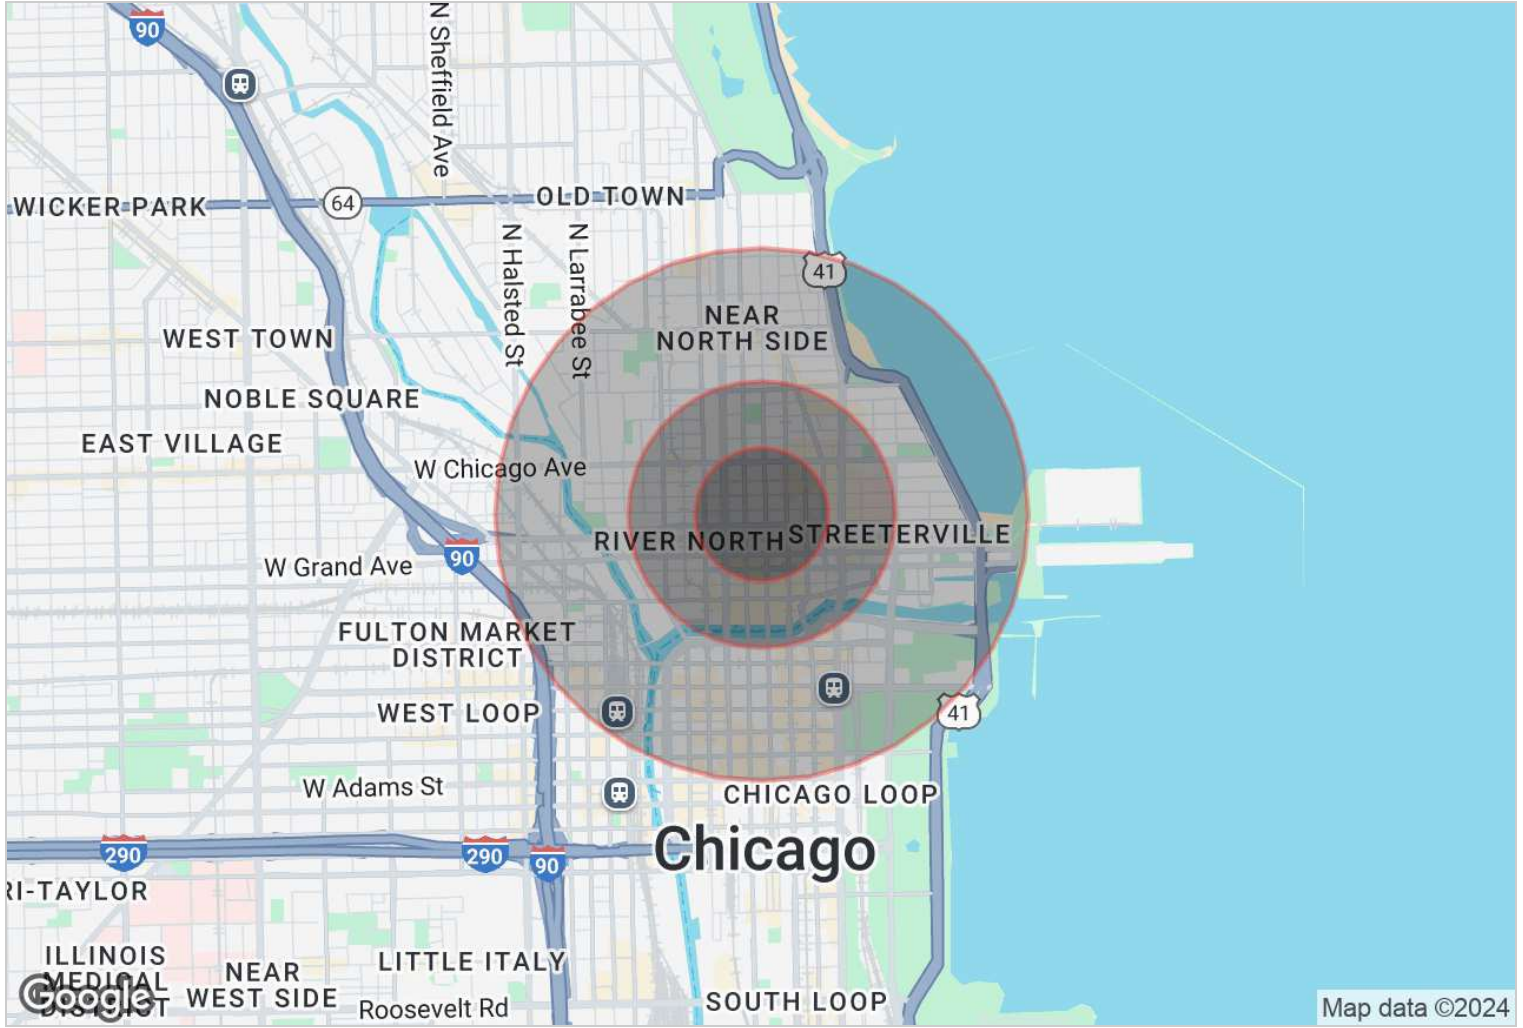 90
N Sheffield Ave
WICKER PARK
64
OLD TOWN
N Halsted St
N Larrabee St
41
NEAR
NORTH SIDE
WEST TOWN
NOBLE SQUARE
EAST VILLAGE
W Chicago Ave
RIVER NORTH
STREETERVILLE
90
W Grand Ave
FULTON MARKET
DISTRICT
WEST LOOP
41
W Adams St
CHICAGO LOOP
Chicago
290
290
90
RI-TAYLOR
ILLINOIS
MEDICAL
DISTRICT
NEAR
WEST SIDE
LITTLE ITALY
Roosevelt Rd
SOUTH LOOP
Google
Map data ©2024